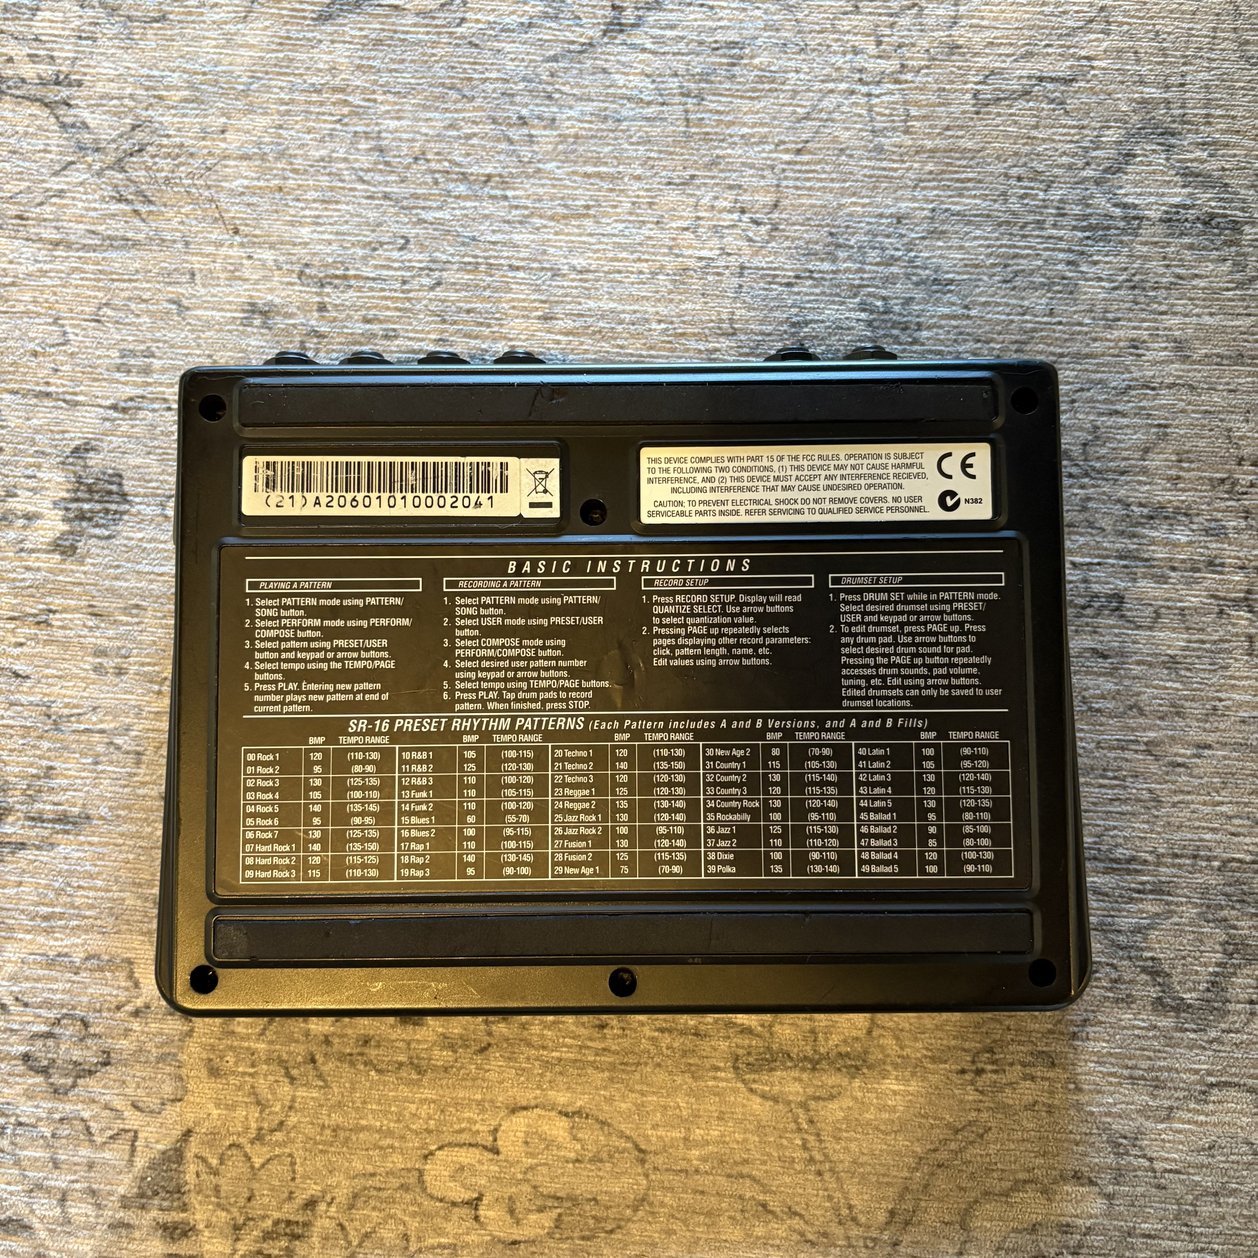 (21)A20601010002041
THIS DEVICE COMPLIES WITH PART 15 OF THE FCC RULES. OPERATION IS SUBJECT
TO THE FOLLOWING TWO CONDITIONS, (1) THIS DEVICE MAY NOT CAUSE HARMFUL
INTERFERENCE, AND (2) THIS DEVICE MUST ACCEPT ANY INTERFERENCE RECIEVED,
INCLUDING INTERFERENCE THAT MAY CAUSE UNDESIRED OPERATION.
CAUTION: TO PREVENT ELECTRICAL SHOCK DO NOT REMOVE COVERS. NO USER
SERVICEABLE PARTS INSIDE. REFER SERVICING TO QUALIFIED SERVICE PERSONNEL.
CE
N382
BASIC INSTRUCTIONS
PLAYING A PATTERN
1. Select PATTERN mode using PATTERN/
SONG button.
2. Select PERFORM mode using PERFORM/
COMPOSE button.
3. Select pattern using PRESET/USER
button and keypad or arrow buttons.
4. Select tempo using the TEMPO/PAGE
buttons.
5. Press PLAY. Entering new pattern
number plays new pattern at end of
current pattern.
RECORDING A PATTERN
1. Select PATTERN mode using PATTERN/
SONG button.
2. Select USER mode using PRESET/USER
button.
3. Select COMPOSE mode using
PERFORM/COMPOSE button.
4. Select desired user pattern number
using keypad or arrow buttons.
5. Select tempo using TEMPO/PAGE buttons.
6. Press PLAY. Tap drum pads to record
pattern. When finished, press STOP.
RECORD SETUP
1. Press RECORD SETUP. Display will read
QUANTIZE SELECT. Use arrow buttons
to select quantization value.
2. Pressing PAGE up repeatedly selects
pages displaying other record parameters:
click, pattern length, name, etc.
Edit values using arrow buttons.
DRUMSET SETUP
1. Press DRUM SET while in PATTERN mode.
Select desired drumset using PRESET/
USER and keypad or arrow buttons.
2. To edit drumset, press PAGE up. Press
any drum pad. Use arrow buttons to
select desired drum sound for pad.
Pressing the PAGE up button repeatedly
accesses drum sounds, pad volume,
tuning, etc. Edit using arrow buttons.
Edited drumsets can only be saved to user
drumset locations.
SR-16 PRESET RHYTHM PATTERNS (Each Pattern includes A and B Versions, and A and B Fills)
BMP TEMPO RANGE BMP TEMPO RANGE BMP TEMPO RANGE BMP TEMPO RANGE BMP TEMPO RANGE
00 Rock 1 120 (110-130) 10 R&B 1 105 (100-115) 20 Techno 1 120 (110-130) 30 New Age 2 80 (70-90) 40 Latin 1 100 (90-110)
01 Rock 2 95 (80-90) 11 R&B 2 125 (120-130) 21 Techno 2 140 (135-150) 31 Country 1 115 (105-130) 41 Latin 2 105 (95-120)
02 Rock 3 130 (125-135) 12 R&B 3 110 (100-120) 22 Techno 3 120 (120-130) 32 Country 2 130 (115-140) 42 Latin 3 130 (120-140)
03 Rock 4 105 (100-110) 13 Funk 1 110 (105-115) 23 Reggae 1 125 (120-130) 33 Country 3 120 (115-130) 43 Latin 4 120 (115-130)
04 Rock 5 140 (135-145) 14 Funk 2 110 (100-120) 24 Reggae 2 135 (130-140) 34 Country Rock 130 (120-140) 44 Latin 5 130 (120-135)
05 Rock 6 95 (90-95) 15 Blues 1 60 (55-70) 25 Jazz Rock 1 130 (120-140) 35 Rockabilly 100 (95-110) 45 Ballad 1 95 (80-110)
06 Rock 7 130 (125-135) 16 Blues 2 100 (95-115) 26 Jazz Rock 2 100 (95-110) 36 Jazz 1 125 (115-130) 46 Ballad 2 90 (85-100)
07 Hard Rock 1 140 (135-150) 17 Rap 1 110 (100-115) 27 Fusion 1 130 (120-140) 37 Jazz 2 110 (110-120) 47 Ballad 3 85 (80-100)
08 Hard Rock 2 120 (115-125) 18 Rap 2 140 (130-145) 28 Fusion 2 125 (115-135) 38 Dixie 100 (90-110) 48 Ballad 4 120 (100-130)
09 Hard Rock 3 115 (110-130) 19 Rap 3 95 (90-100) 29 New Age 1 75 (70-90) 39 Polka 135 (130-140) 49 Ballad 5 100 (90-110)